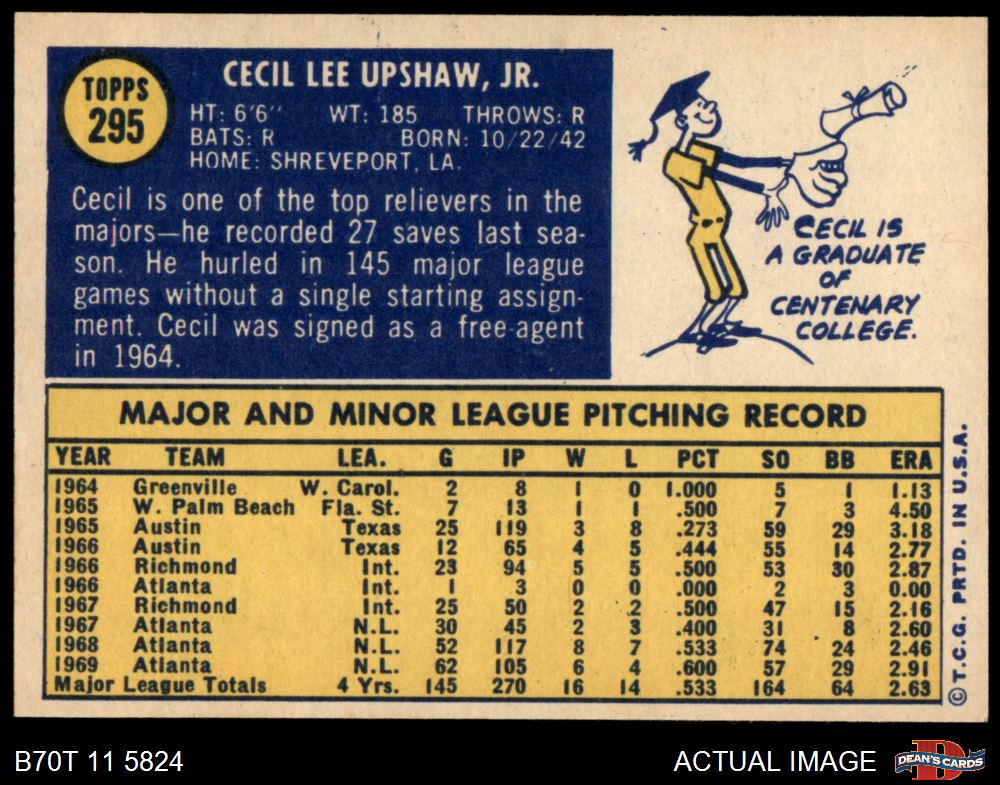 TOPPS
295
CECIL LEE UPSHAW, JR.
HT: 6'6" WT: 185 THROWS: R
BATS: R BORN: 10/22/42
HOME: SHREVEPORT, LA.
Cecil is one of the top relievers in the
majors—he recorded 27 saves last sea-
son. He hurled in 145 major league
games without a single starting assign-
ment. Cecil was signed as a free-agent
in 1964.
CECIL IS
A GRADUATE
OF
CENTENARY
COLLEGE.
MAJOR AND MINOR LEAGUE PITCHING RECORD
YEAR TEAM LEA. G IP W L PCT SO BB ERA
1964 Greenville W. Carol. 2 8 1 0 1.000 5 1 1.13
1965 W. Palm Beach Fla. St. 7 13 1 1 .500 7 3 4.50
1965 Austin Texas 25 119 3 8 .273 59 29 3.18
1966 Austin Texas 12 65 4 5 .444 55 14 2.77
1966 Richmond Int. 23 94 5 5 .500 53 30 2.87
1966 Atlanta Int. 1 3 0 0 .000 2 3 0.00
1967 Richmond Int. 25 50 2 2 .500 47 15 2.16
1967 Atlanta N.L. 30 45 2 3 .400 31 8 2.60
1968 Atlanta N.L. 52 117 8 7 .533 74 24 2.46
1969 Atlanta N.L. 62 105 6 4 .600 57 29 2.91
Major League Totals 4 Yrs. 145 270 16 14 .533 164 64 2.63
© T.C.G. PRTD. IN U.S.A.
B70T 11 5824
ACTUAL IMAGE
D
DEAN'S CARDS